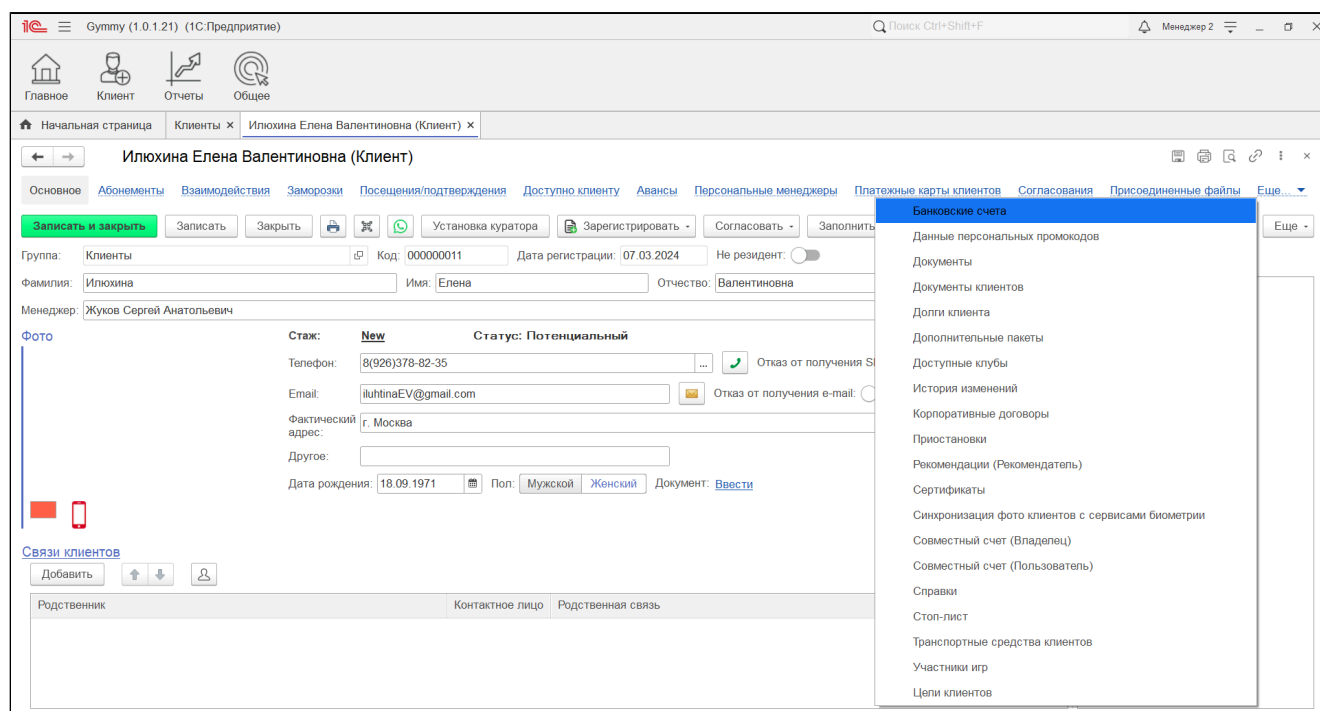 1С Gymmy (1.0.1.21) (1С:Предприятие) Поиск Ctrl+Shift+F Менеджер 2
Главное Клиент Отчеты Общее
Начальная страница Клиенты × Илюхина Елена Валентиновна (Клиент) ×
Илюхина Елена Валентиновна (Клиент)
Основное Абонементы Взаимодействия Заморозки Посещения/подтверждения Доступно клиенту Авансы Персональные менеджеры Платежные карты клиентов Согласования Присоединенные файлы Еще...
Записать и закрыть Записать Закрыть Установка куратора Зарегистрировать Согласовать Заполнить Еще
Группа: Клиенты Код: 000000011 Дата регистрации: 07.03.2024 Не резидент:
Фамилия: Илюхина Имя: Елена Отчество: Валентиновна
Менеджер: Жуков Сергей Анатольевич
Фото Стаж: New Статус: Потенциальный
Телефон: 8(926)378-82-35 ... Отказ от получения
Email: iluhtinaEV@gmail.com Отказ от получения e-mail:
Фактический адрес: г. Москва
Другое:
Дата рождения: 18.09.1971 Пол: Мужской Женский Документ: Ввести
Связи клиентов
Добавить
Родственник Контактное лицо Родственная связь
Банковские счета
Данные персональных промокодов
Документы
Документы клиентов
Долги клиента
Дополнительные пакеты
Доступные клубы
История изменений
Корпоративные договоры
Приостановки
Рекомендации (Рекомендатель)
Сертификаты
Синхронизация фото клиентов с сервисами биометрии
Совместный счет (Владелец)
Совместный счет (Пользователь)
Справки
Стоп-лист
Транспортные средства клиентов
Участники игр
Цели клиентов